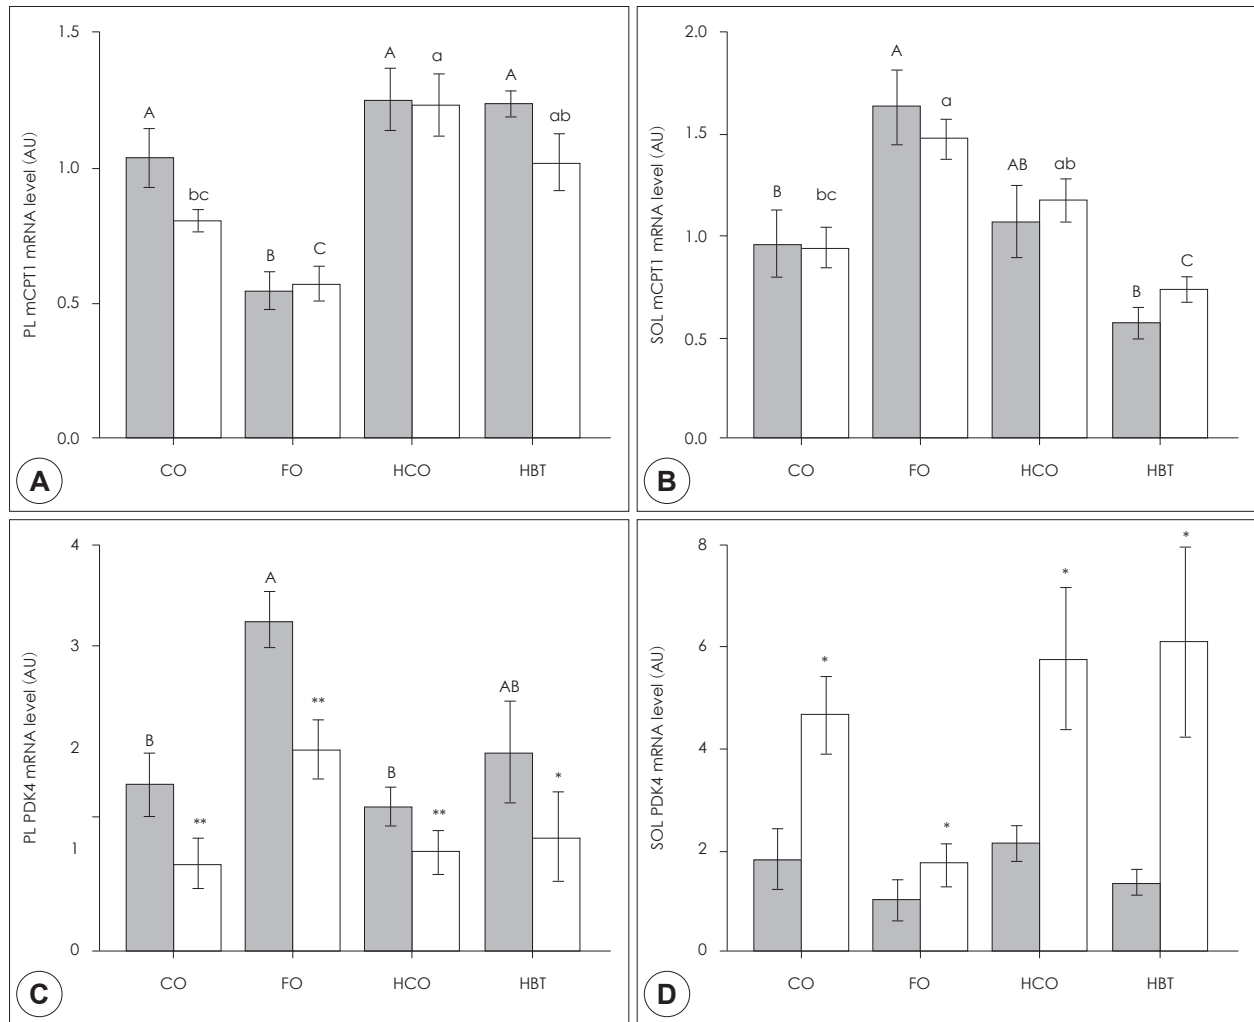 PL mCPT1 mRNA level (AU)
1.5
1.0
0.5
0.0
A
bc
B
C
A
a
A
ab
CO
FO
HCO
HBT
A
SOL mCPT1 mRNA level (AU)
2.0
1.5
1.0
0.5
0.0
B
bc
A
a
AB
ab
B
C
CO
FO
HCO
HBT
B
PL PDK4 mRNA level (AU)
4
3
2
1
0
B
**
A
**
B
**
AB
*
CO
FO
HCO
HBT
C
SOL PDK4 mRNA level (AU)
8
6
4
2
0
*
*
*
*
CO
FO
HCO
HBT
D